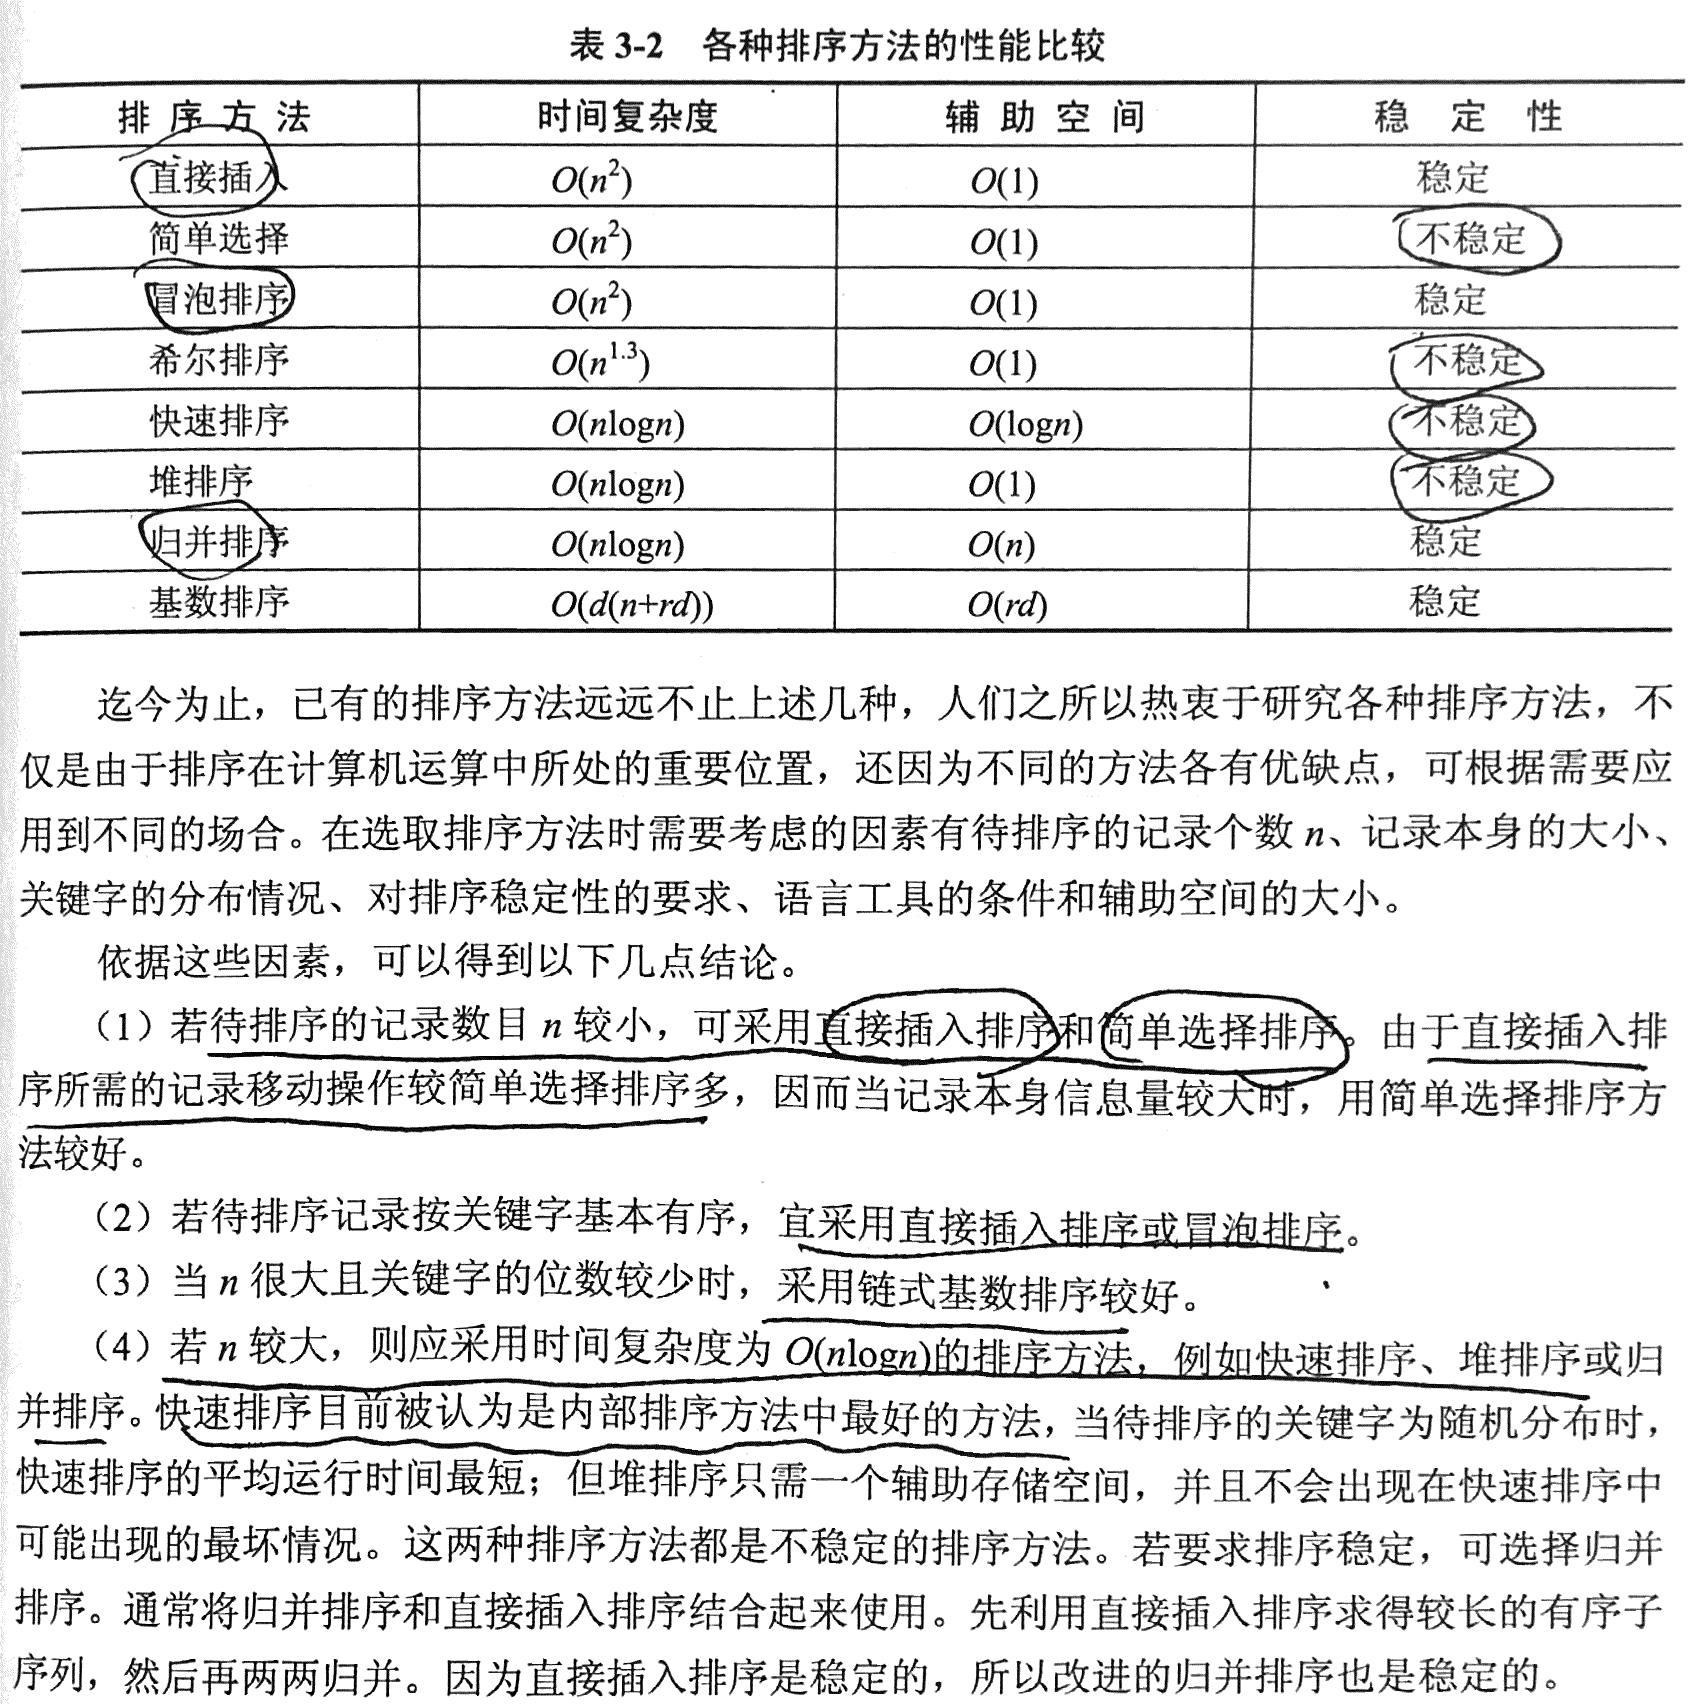 表 3-2 各种排序方法的性能比较
排序方法 时间复杂度 辅助空间 稳定性
直接插入 O(n²) O(1) 稳定
简单选择 O(n²) O(1) 不稳定
冒泡排序 O(n²) O(1) 稳定
希尔排序 O(n^1.3) O(1) 不稳定
快速排序 O(nlogn) O(logn) 不稳定
堆排序 O(nlogn) O(1) 不稳定
归并排序 O(nlogn) O(n) 稳定
基数排序 O(d(n+rd)) O(rd) 稳定
迄今为止，已有的排序方法远远不止上述几种，人们之所以热衷于研究各种排序方法，不
仅是由于排序在计算机运算中所处的重要位置，还因为不同的方法各有优缺点，可根据需要应
用到不同的场合。在选取排序方法时需要考虑的因素有待排序的记录个数 n、记录本身的大小、
关键字的分布情况、对排序稳定性的要求、语言工具的条件和辅助空间的大小。
依据这些因素，可以得到以下几点结论。
（1）若待排序的记录数目 n 较小，可采用直接插入排序和简单选择排序。由于直接插入排
序所需的记录移动操作较简单选择排序多，因而当记录本身信息量较大时，用简单选择排序方
法较好。
（2）若待排序记录按关键字基本有序，宜采用直接插入排序或冒泡排序。
（3）当 n 很大且关键字的位数较少时，采用链式基数排序较好。
（4）若 n 较大，则应采用时间复杂度为 O(nlogn)的排序方法，例如快速排序、堆排序或归
并排序。快速排序目前被认为是内部排序方法中最好的方法，当待排序的关键字为随机分布时，
快速排序的平均运行时间最短；但堆排序只需一个辅助存储空间，并且不会出现在快速排序中
可能出现的最坏情况。这两种排序方法都是不稳定的排序方法。若要求排序稳定，可选择归并
排序。通常将归并排序和直接插入排序结合起来使用。先利用直接插入排序求得较长的有序子
序列，然后再两两归并。因为直接插入排序是稳定的，所以改进的归并排序也是稳定的。